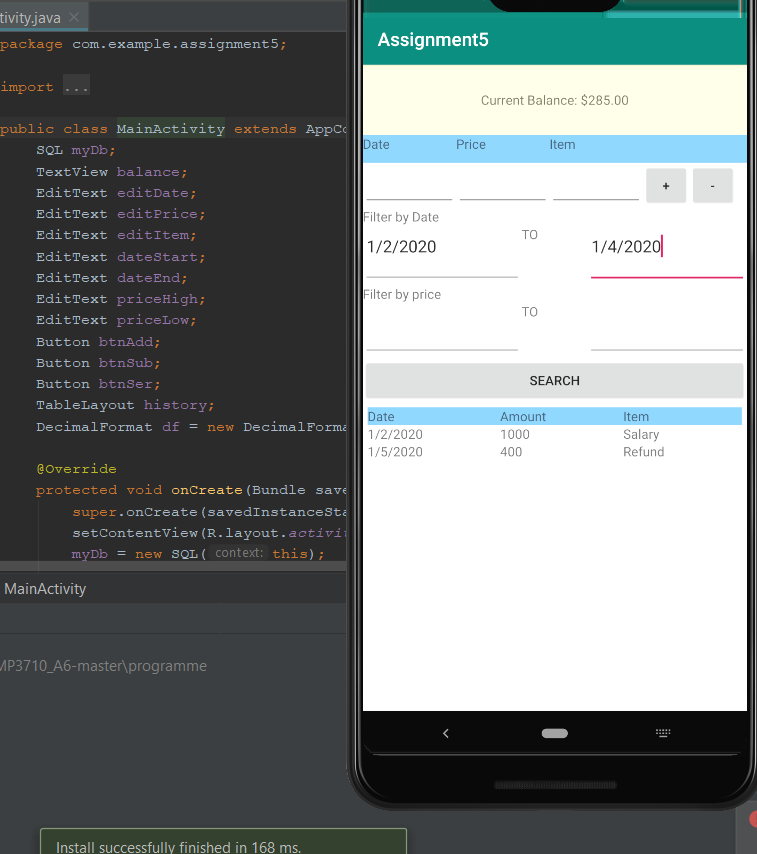 tivity.java
package com.example.assignment5;
import ...
public class MainActivity extends AppCo
SQL myDb;
TextView balance;
EditText editDate;
EditText editPrice;
EditText editItem;
EditText dateStart;
EditText dateEnd;
EditText priceHigh;
EditText priceLow;
Button btnAdd;
Button btnSub;
Button btnSer;
TableLayout history;
DecimalFormat df = new DecimalForma
@Override
protected void onCreate(Bundle save
super.onCreate(savedInstanceSta
setContentView(R.layout.activi
myDb = new SQL( context: this);
MainActivity
MP3710_A6-master\programme
Install successfully finished in 168 ms.
Assignment5
Current Balance: $285.00
Date Price Item
+ -
Filter by Date
1/2/2020 TO 1/4/2020
Filter by price
TO
SEARCH
Date Amount Item
1/2/2020 1000 Salary
1/5/2020 400 Refund